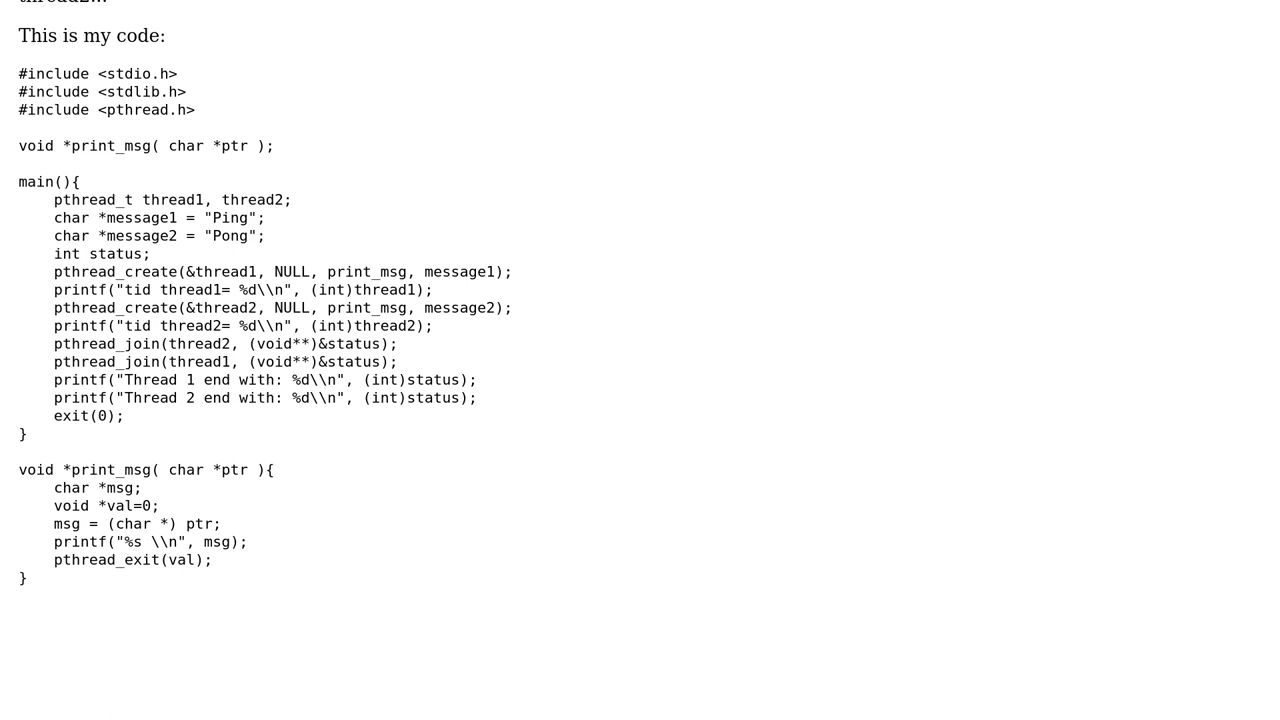 This is my code:
#include <stdio.h>
#include <stdlib.h>
#include <pthread.h>
void *print_msg( char *ptr );
main(){
    pthread_t thread1, thread2;
    char *message1 = "Ping";
    char *message2 = "Pong";
    int status;
    pthread_create(&thread1, NULL, print_msg, message1);
    printf("tid thread1= %d\\n", (int)thread1);
    pthread_create(&thread2, NULL, print_msg, message2);
    printf("tid thread2= %d\\n", (int)thread2);
    pthread_join(thread2, (void**)&status);
    pthread_join(thread1, (void**)&status);
    printf("Thread 1 end with: %d\\n", (int)status);
    printf("Thread 2 end with: %d\\n", (int)status);
    exit(0);
}
void *print_msg( char *ptr ){
    char *msg;
    void *val=0;
    msg = (char *) ptr;
    printf("%s \\n", msg);
    pthread_exit(val);
}